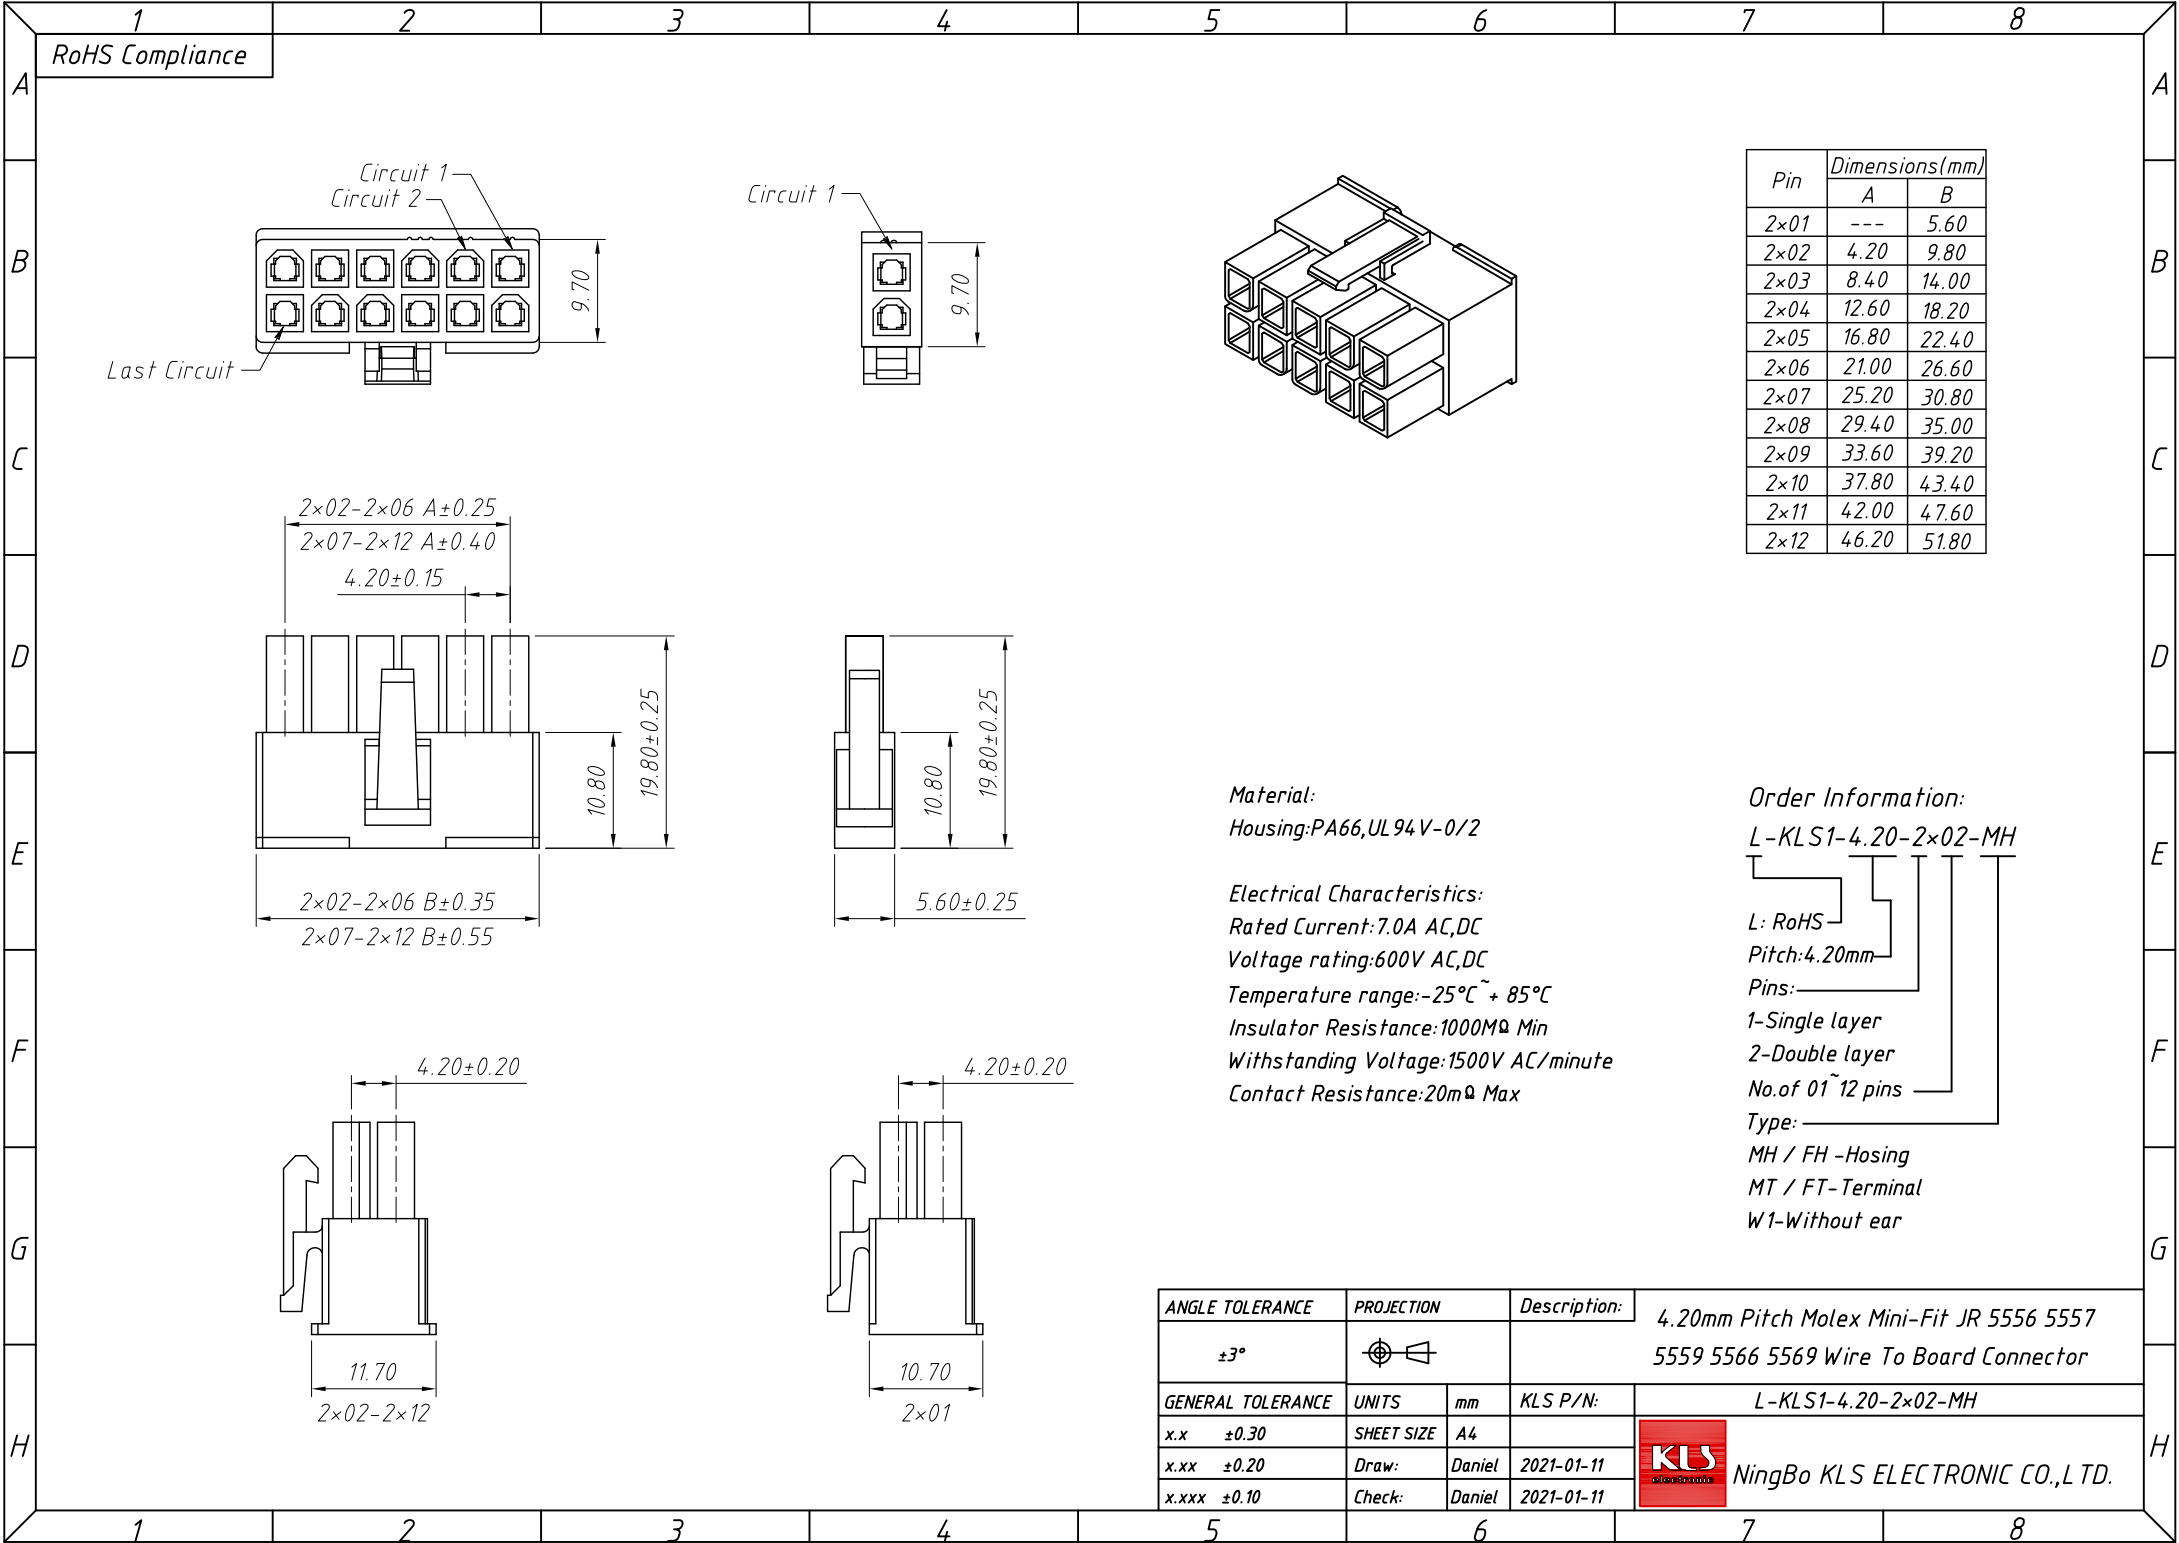 1 2 3 4 5 6 7 8
RoHS Compliance
A A
B B
C C
D D
E E
F F
G G
H H
Circuit 1
Circuit 2
Last Circuit
9.70
Circuit 1
9.70
Pin Dimensions(mm)
A B
2×01 --- 5.60
2×02 4.20 9.80
2×03 8.40 14.00
2×04 12.60 18.20
2×05 16.80 22.40
2×06 21.00 26.60
2×07 25.20 30.80
2×08 29.40 35.00
2×09 33.60 39.20
2×10 37.80 43.40
2×11 42.00 47.60
2×12 46.20 51.80
2×02-2×06 A±0.25
2×07-2×12 A±0.40
4.20±0.15
10.80
19.80±0.25
2×02-2×06 B±0.35
2×07-2×12 B±0.55
10.80
19.80±0.25
5.60±0.25
4.20±0.20
11.70
2×02-2×12
4.20±0.20
10.70
2×01
Material:
Housing:PA66,UL94V-0/2
Electrical Characteristics:
Rated Current:7.0A AC,DC
Voltage rating:600V AC,DC
Temperature range:-25°C~+ 85°C
Insulator Resistance:1000MΩ Min
Withstanding Voltage:1500V AC/minute
Contact Resistance:20mΩ Max
Order Information:
L-KLS1-4.20-2×02-MH
L: RoHS
Pitch:4.20mm
Pins:
1-Single layer
2-Double layer
No.of 01~12 pins
Type:
MH / FH -Hosing
MT / FT-Terminal
W1-Without ear
ANGLE TOLERANCE
±3°
PROJECTION
Description:
4.20mm Pitch Molex Mini-Fit JR 5556 5557
5559 5566 5569 Wire To Board Connector
GENERAL TOLERANCE
x.x ±0.30
x.xx ±0.20
x.xxx ±0.10
UNITS mm
SHEET SIZE A4
Draw: Daniel 2021-01-11
Check: Daniel 2021-01-11
KLS P/N: L-KLS1-4.20-2×02-MH
KLS
electronic
NingBo KLS ELECTRONIC CO.,LTD.
1 2 3 4 5 6 7 8